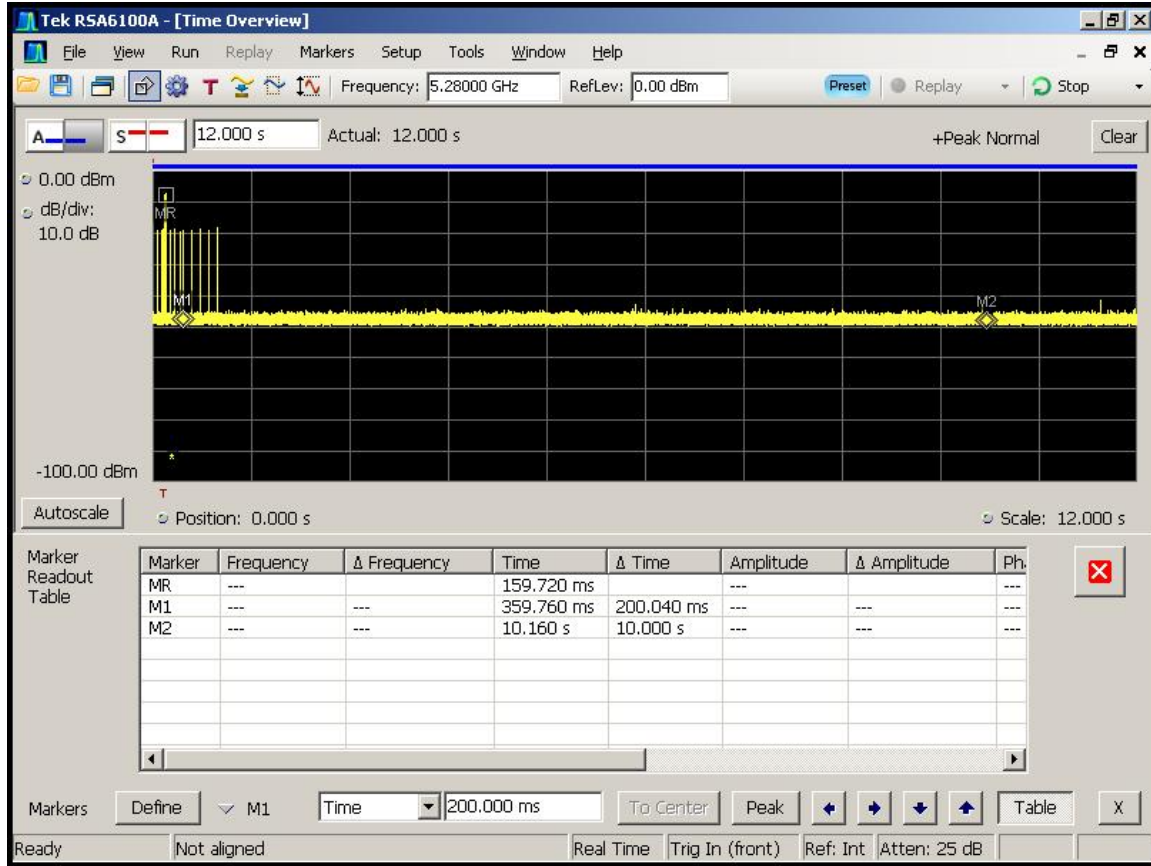 Tek RSA6100A - [Time Overview]
File View Run Replay Markers Setup Tools Window Help
T Frequency: 5.28000 GHz RefLev: 0.00 dBm Preset Replay Stop
A S 12.000 s Actual: 12.000 s +Peak Normal Clear
0.00 dBm
dB/div:
10.0 dB
MR
M1
M2
-100.00 dBm
T
Autoscale Position: 0.000 s Scale: 12.000 s
Marker Readout Table
Marker Frequency Δ Frequency Time Δ Time Amplitude Δ Amplitude Ph
MR --- 159.720 ms --- ---
M1 --- --- 359.760 ms 200.040 ms --- --- ---
M2 --- --- 10.160 s 10.000 s --- --- ---
Markers Define M1 Time 200.000 ms To Center Peak Table X
Ready Not aligned Real Time Trig In (front) Ref: Int Atten: 25 dB